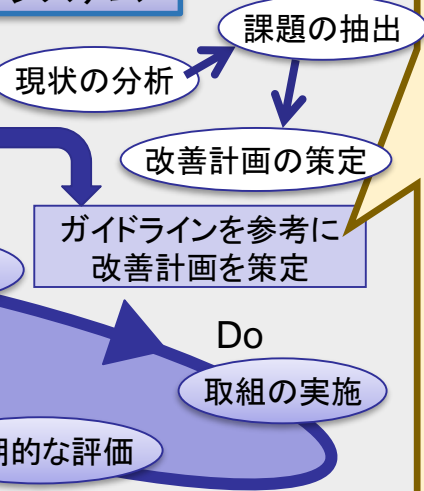 課題の抽出
現状の分析
改善計画の策定
ガイドラインを参考に
改善計画を策定
Do
取組の実施
期的な評価